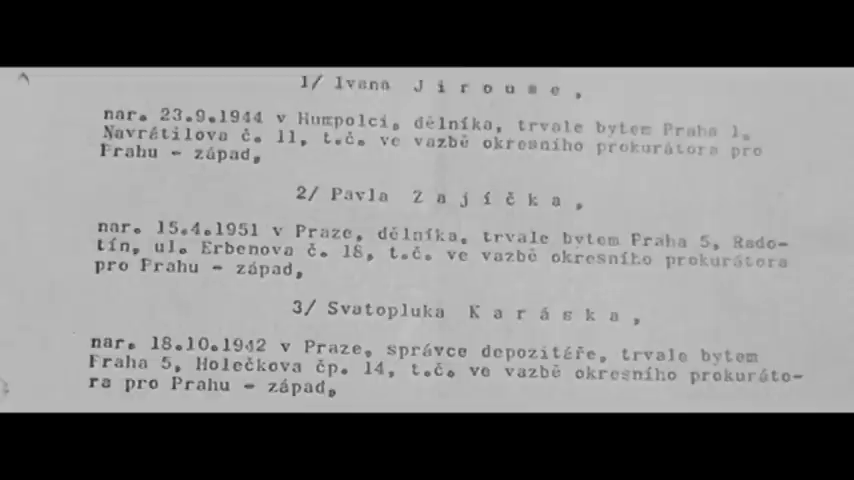 1/ Ivana J i r o u s e ,
nar. 23.9.1944 v Humpolci, dělníka, trvale bytem Praha 1.
Navrátilova č. 11, t.č. ve vazbě okresního prokurátora pro
Prahu - západ,
2/ Pavla Z a j í č k a ,
nar. 15.4.1951 v Praze, dělníka, trvale bytem Praha 5, Rado-
tín, ul. Erbenova č. 18, t.č. ve vazbě okresního prokurátora
pro Prahu - západ,
3/ Svatopluka K a r á s k a ,
nar. 18.10.1942 v Praze, správce depozitáře, trvale bytem
Praha 5, Holečkova čp. 14, t.č. ve vazbě okresního prokuráto-
ra pro Prahu - západ,